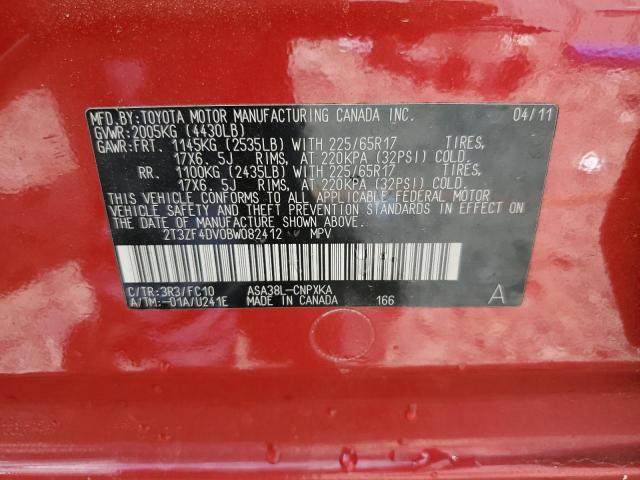 MFD.BY:TOYOTA MOTOR MANUFACTURING CANADA INC. 04/11
GVWR:2005KG (4430LB)
GAWR:FRT. 1145KG (2535LB) WITH 225/65R17 TIRES,
17X6. 5J RIMS, AT 220KPA (32PSI) COLD.
RR. 1100KG (2435LB) WITH 225/65R17 TIRES,
17X6. 5J RIMS, AT 220KPA (32PSI) COLD.
THIS VEHICLE CONFORMS TO ALL APPLICABLE FEDERAL MOTOR
VEHICLE SAFETY AND THEFT PREVENTION STANDARDS IN EFFECT ON
THE DATE OF MANUFACTURE SHOWN ABOVE.
2T3ZF4DV0BW082412 MPV
C/TR:3R3/FC10 ASA38L-CNPXKA
A/TM:-01A/U241E MADE IN CANADA 166 A